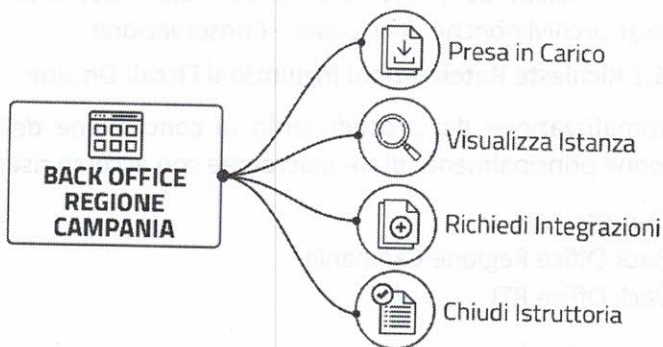 BACK OFFICE
REGIONE
CAMPANIA
Presa in Carico
Visualizza Istanza
Richiedi Integrazioni
Chiudi Istruttoria